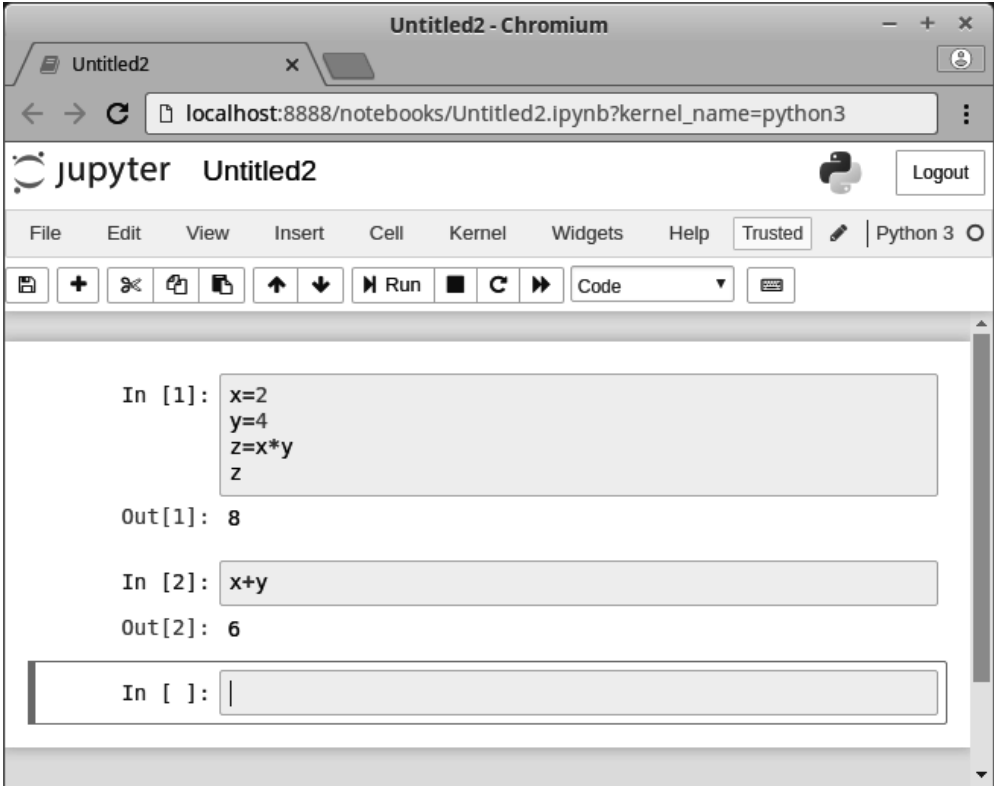 Untitled2 - Chromium
Untitled2
localhost:8888/notebooks/Untitled2.ipynb?kernel_name=python3
jupyter Untitled2 Logout
File Edit View Insert Cell Kernel Widgets Help Trusted Python 3
Run Code
In [1]: x=2
y=4
z=x*y
z
Out[1]: 8
In [2]: x+y
Out[2]: 6
In [ ]: